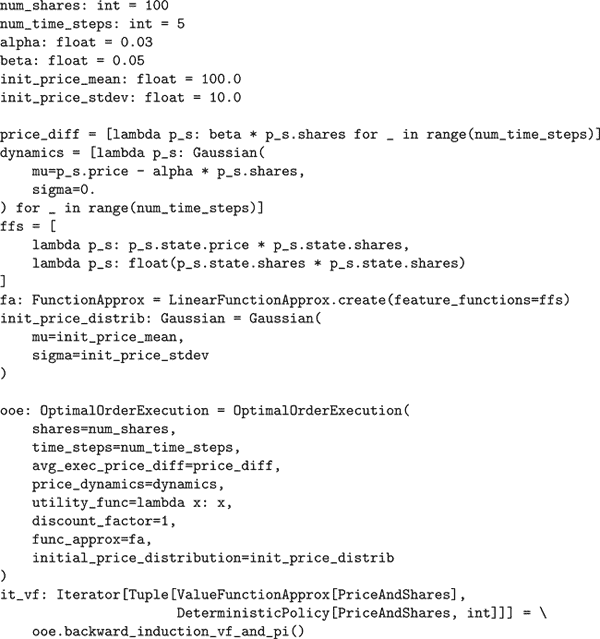 num_shares: int = 100
num_time_steps: int = 5
alpha: float = 0.03
beta: float = 0.05
init_price_mean: float = 100.0
init_price_stdev: float = 10.0

price_diff = [lambda p_s: beta * p_s.shares for _ in range(num_time_steps)]
dynamics = [lambda p_s: Gaussian(
    mu=p_s.price - alpha * p_s.shares,
    sigma=0.
) for _ in range(num_time_steps)]
ffs = [
    lambda p_s: p_s.state.price * p_s.state.shares,
    lambda p_s: float(p_s.state.shares * p_s.state.shares)
]
fa: FunctionApprox = LinearFunctionApprox.create(feature_functions=ffs)
init_price_distrib: Gaussian = Gaussian(
    mu=init_price_mean,
    sigma=init_price_stdev
)

ooe: OptimalOrderExecution = OptimalOrderExecution(
    shares=num_shares,
    time_steps=num_time_steps,
    avg_exec_price_diff=price_diff,
    price_dynamics=dynamics,
    utility_func=lambda x: x,
    discount_factor=1,
    func_approx=fa,
    initial_price_distribution=init_price_distrib
)
it_vf: Iterator[Tuple[ValueFunctionApprox[PriceAndShares],
                      DeterministicPolicy[PriceAndShares, int]]] = \
    ooe.backward_induction_vf_and_pi()